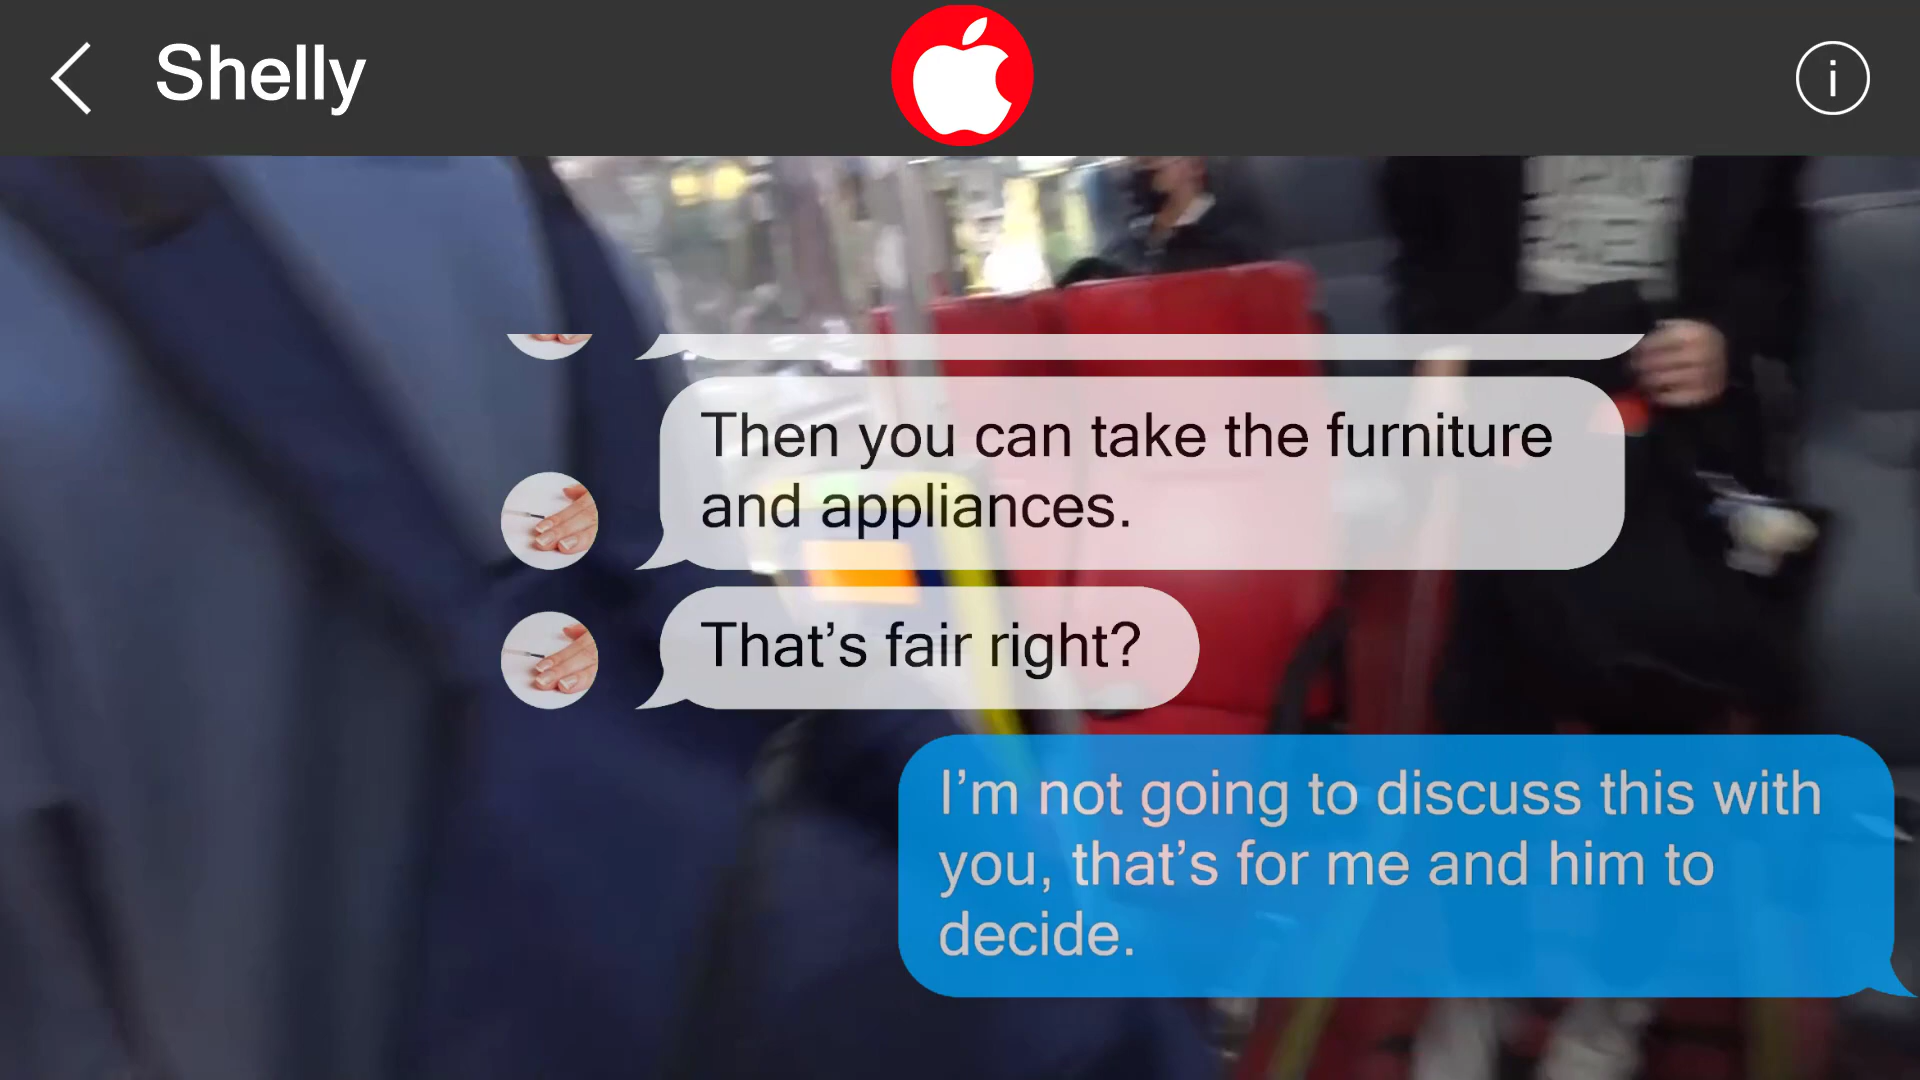 Shelly
Then you can take the furniture
and appliances.
That’s fair right?
I’m not going to discuss this with
you, that’s for me and him to
decide.